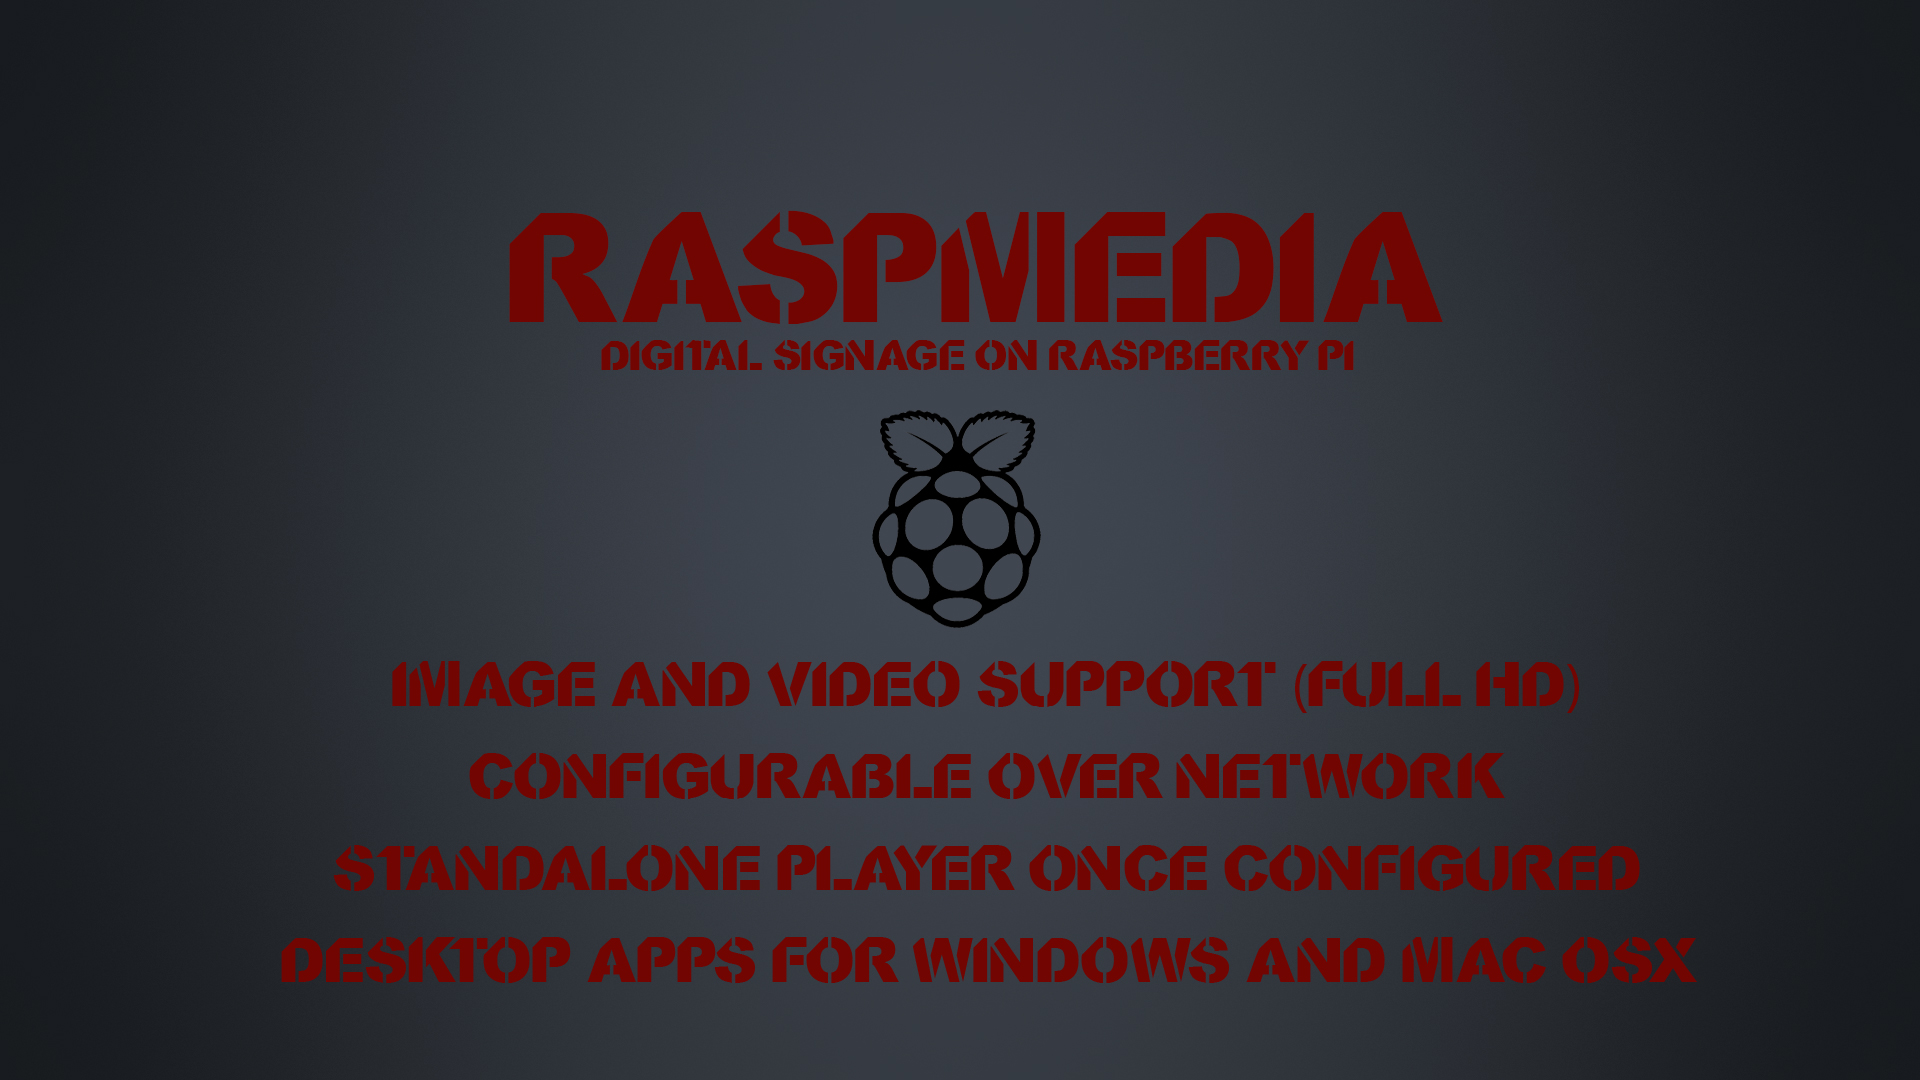 RASPMEDIA
DIGITAL SIGNAGE ON RASPBERRY PI
IMAGE AND VIDEO SUPPORT (FULL HD)
CONFIGURABLE OVER NETWORK
STANDALONE PLAYER ONCE CONFIGURED
DESKTOP APPS FOR WINDOWS AND MAC OSX